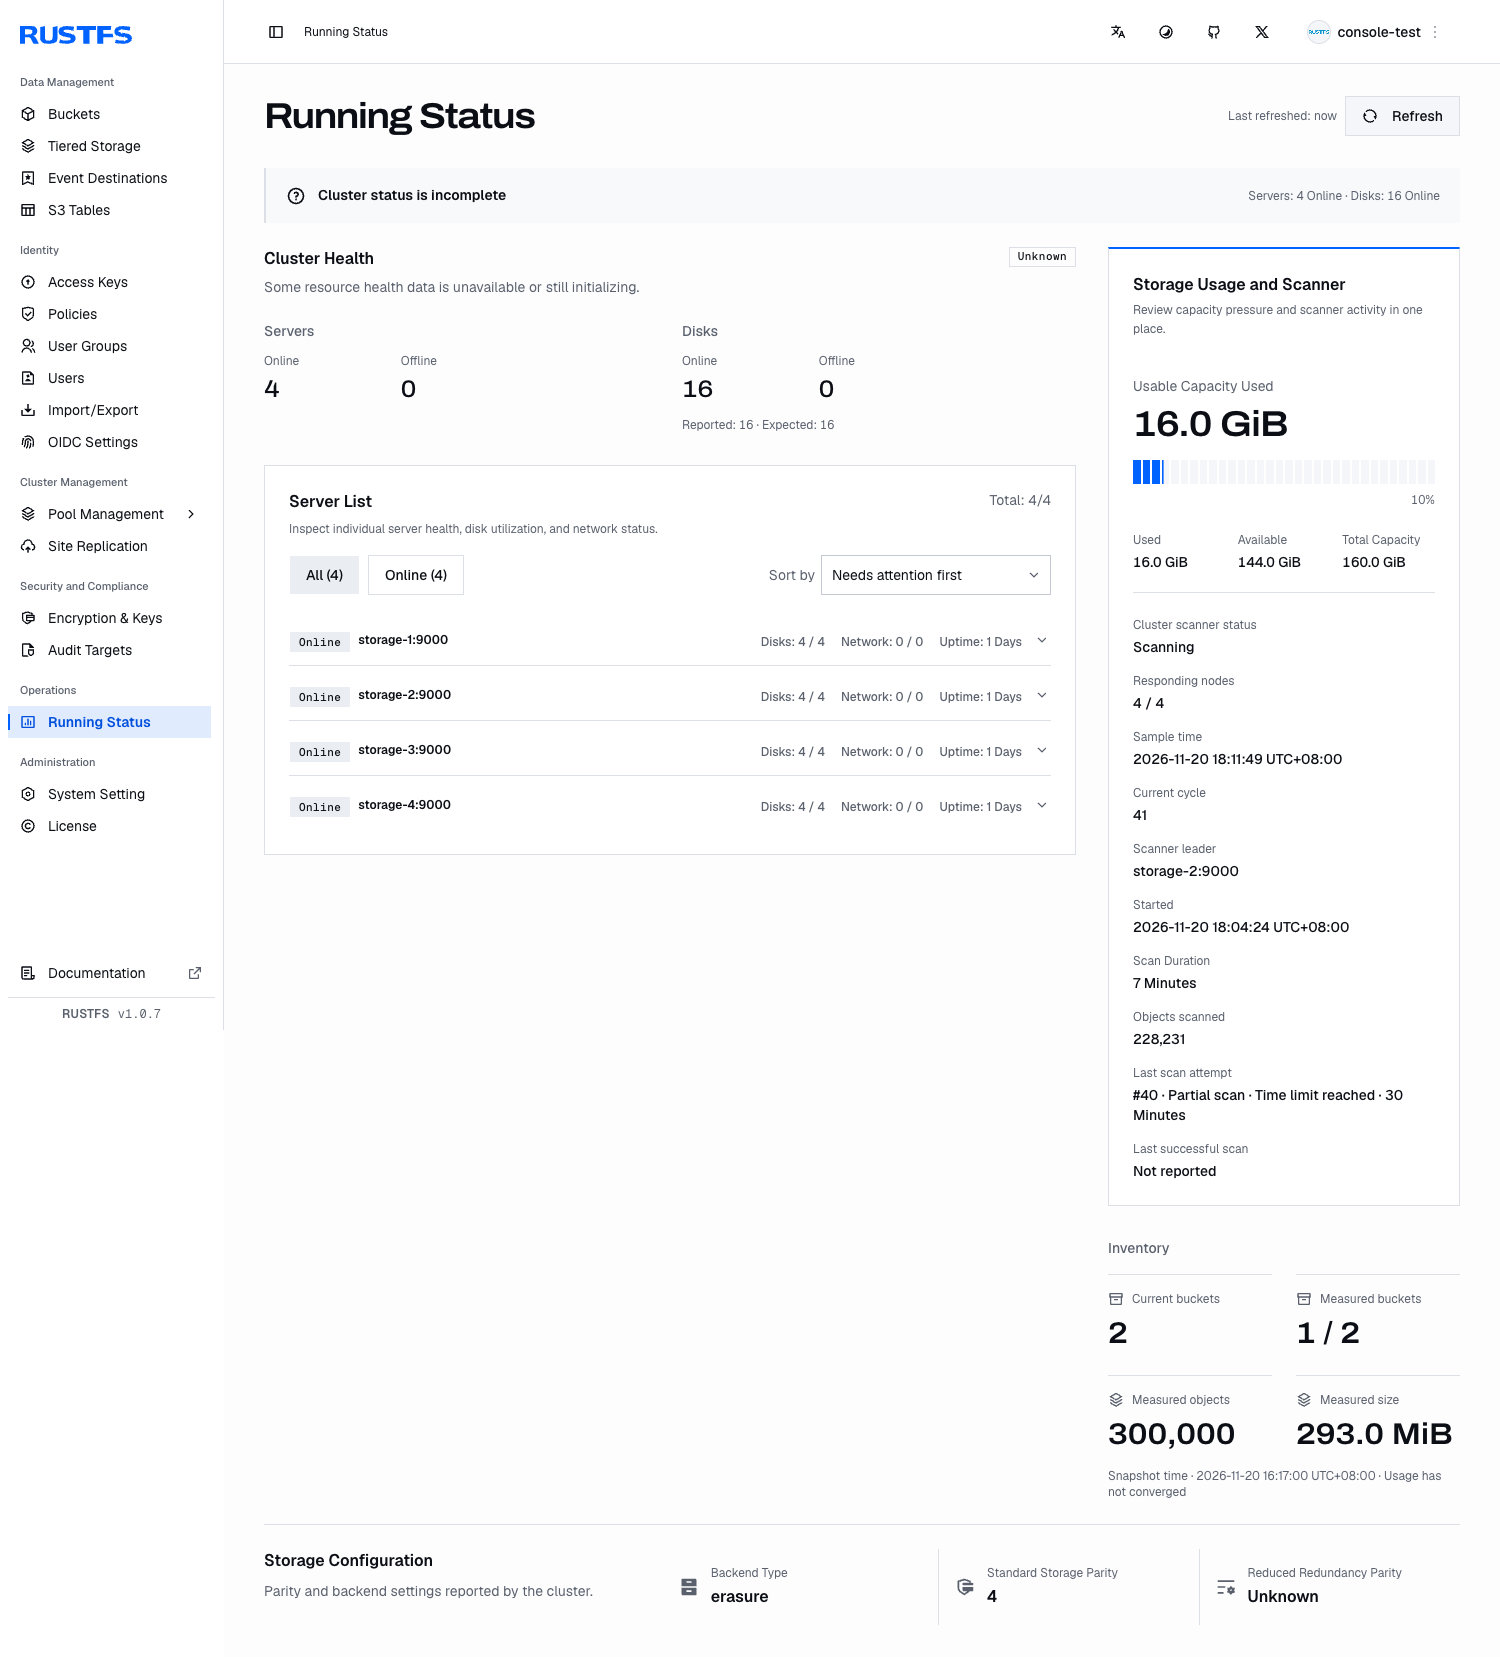 RUSTFS
Data Management
Buckets
Tiered Storage
Event Destinations
S3 Tables
Identity
Access Keys
Policies
User Groups
Users
Import/Export
OIDC Settings
Cluster Management
Pool Management
Site Replication
Security and Compliance
Encryption & Keys
Audit Targets
Operations
Running Status
Administration
System Setting
License
Documentation
RUSTFS v1.0.7
Running Status
RUSTFS
console-test
Running Status
Last refreshed: now
Refresh
Cluster status is incomplete
Servers: 4 Online · Disks: 16 Online
Cluster Health
Unknown
Some resource health data is unavailable or still initializing.
Servers
Online
4
Offline
0
Disks
Online
16
Offline
0
Reported: 16 · Expected: 16
Server List
Total: 4/4
Inspect individual server health, disk utilization, and network status.
All (4)
Online (4)
Sort by
Needs attention first
Online storage-1:9000 Disks: 4 / 4 Network: 0 / 0 Uptime: 1 Days
Online storage-2:9000 Disks: 4 / 4 Network: 0 / 0 Uptime: 1 Days
Online storage-3:9000 Disks: 4 / 4 Network: 0 / 0 Uptime: 1 Days
Online storage-4:9000 Disks: 4 / 4 Network: 0 / 0 Uptime: 1 Days
Storage Usage and Scanner
Review capacity pressure and scanner activity in one
place.
Usable Capacity Used
16.0 GiB
10%
Used
16.0 GiB
Available
144.0 GiB
Total Capacity
160.0 GiB
Cluster scanner status
Scanning
Responding nodes
4 / 4
Sample time
2026-11-20 18:11:49 UTC+08:00
Current cycle
41
Scanner leader
storage-2:9000
Started
2026-11-20 18:04:24 UTC+08:00
Scan Duration
7 Minutes
Objects scanned
228,231
Last scan attempt
#40 · Partial scan · Time limit reached · 30
Minutes
Last successful scan
Not reported
Inventory
Current buckets
2
Measured buckets
1 / 2
Measured objects
300,000
Measured size
293.0 MiB
Snapshot time · 2026-11-20 16:17:00 UTC+08:00 · Usage has
not converged
Storage Configuration
Parity and backend settings reported by the cluster.
Backend Type
erasure
Standard Storage Parity
4
Reduced Redundancy Parity
Unknown